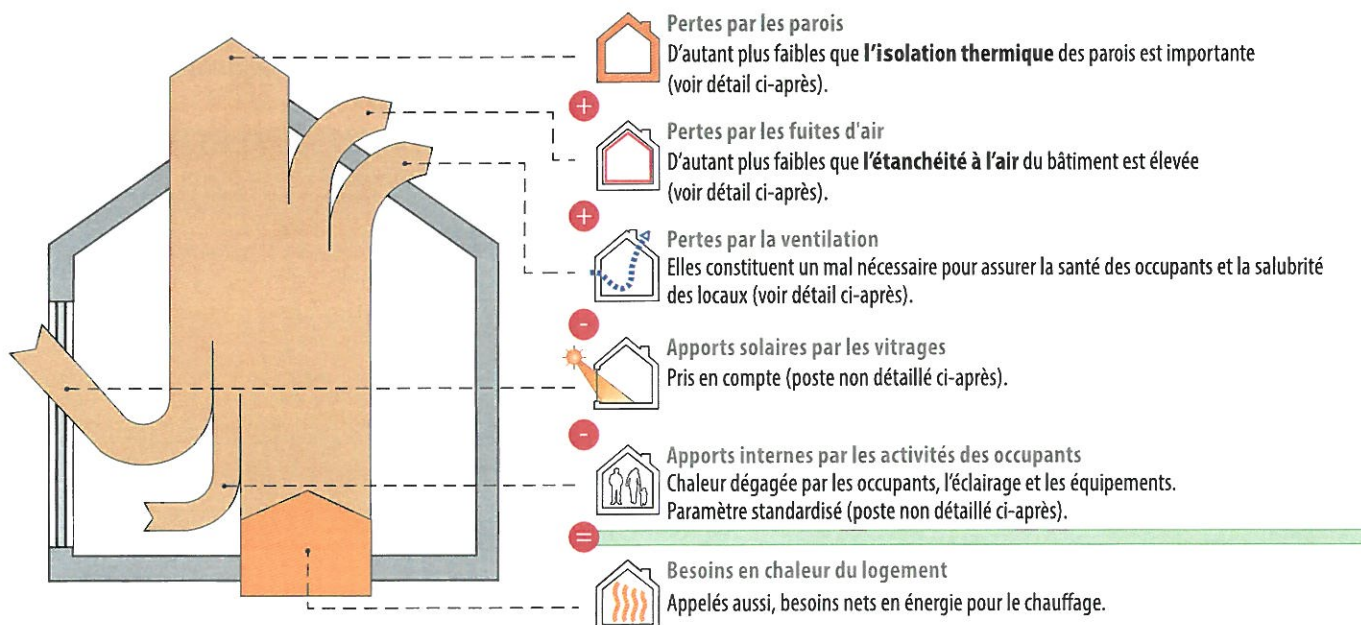 Pertes par les parois
D'autant plus faibles que l'isolation thermique des parois est importante
(voir détail ci-après).
+
Pertes par les fuites d'air
D'autant plus faibles que l'étanchéité à l'air du bâtiment est élevée
(voir détail ci-après).
+
Pertes par la ventilation
Elles constituent un mal nécessaire pour assurer la santé des occupants et la salubrité
des locaux (voir détail ci-après).
-
Apports solaires par les vitrages
Pris en compte (poste non détaillé ci-après).
-
Apports internes par les activités des occupants
Chaleur dégagée par les occupants, l'éclairage et les équipements.
Paramètre standardisé (poste non détaillé ci-après).
=
Besoins en chaleur du logement
Appelés aussi, besoins nets en énergie pour le chauffage.